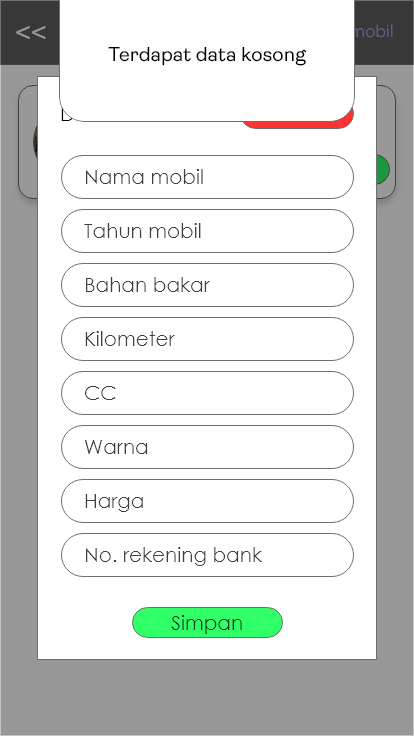 <<
mobil
Terdapat data kosong
Nama mobil
Tahun mobil
Bahan bakar
Kilometer
CC
Warna
Harga
No. rekening bank
Simpan